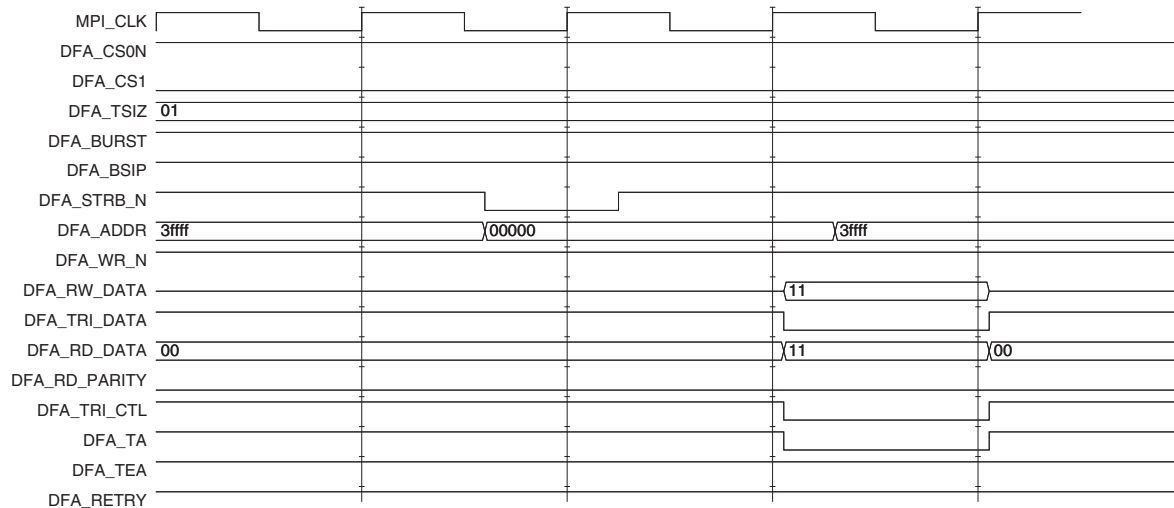 MPI_CLK
DFA_CS0N
DFA_CS1
DFA_TSIZ 01
DFA_BURST
DFA_BSIP
DFA_STRB_N
DFA_ADDR 3ffff 00000 3ffff
DFA_WR_N
DFA_RW_DATA 11
DFA_TRI_DATA
DFA_RD_DATA 00 11 00
DFA_RD_PARITY
DFA_TRI_CTL
DFA_TA
DFA_TEA
DFA_RETRY